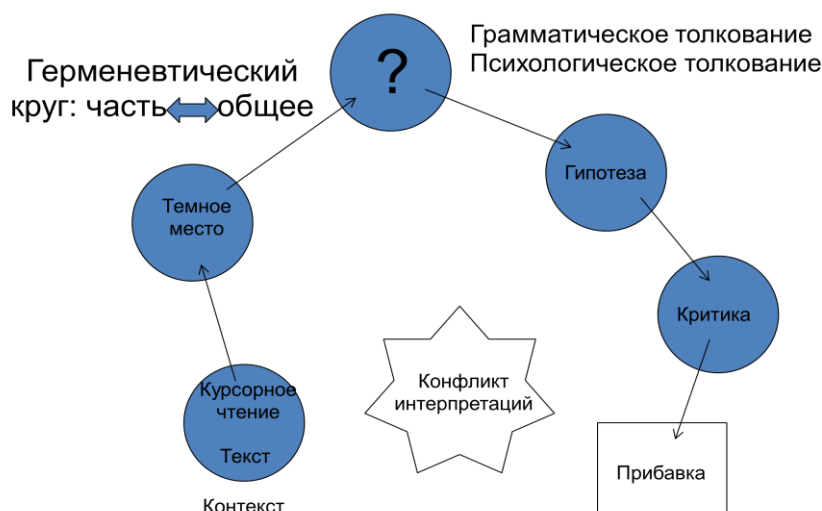 Герменевтический
круг: часть общее
?
Грамматическое толкование
Психологическое толкование
Темное
место
Гипотеза
Критика
Курсорное
чтение
Текст
Контекст
Конфликт
интерпретаций
Прибавка